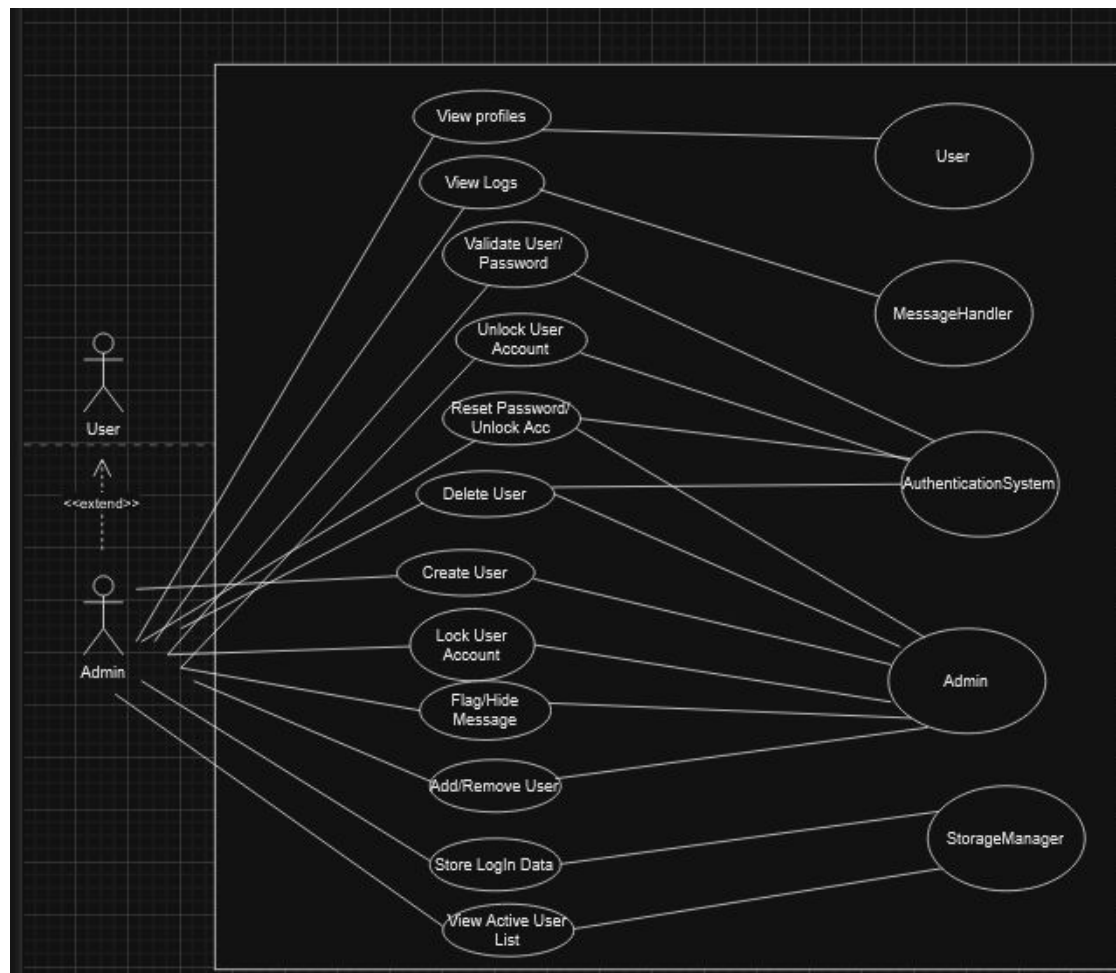 View profiles
User
View Logs
Validate User/
Password
MessageHandler
Unlock User
Account
User
Reset Password/
Unlock Acc
AuthenticationSystem
Delete User
<<extend>>
Create User
Lock User
Account
Admin
Admin
Flag/Hide
Message
Add/Remove User
StorageManager
Store LogIn Data
View Active User
List